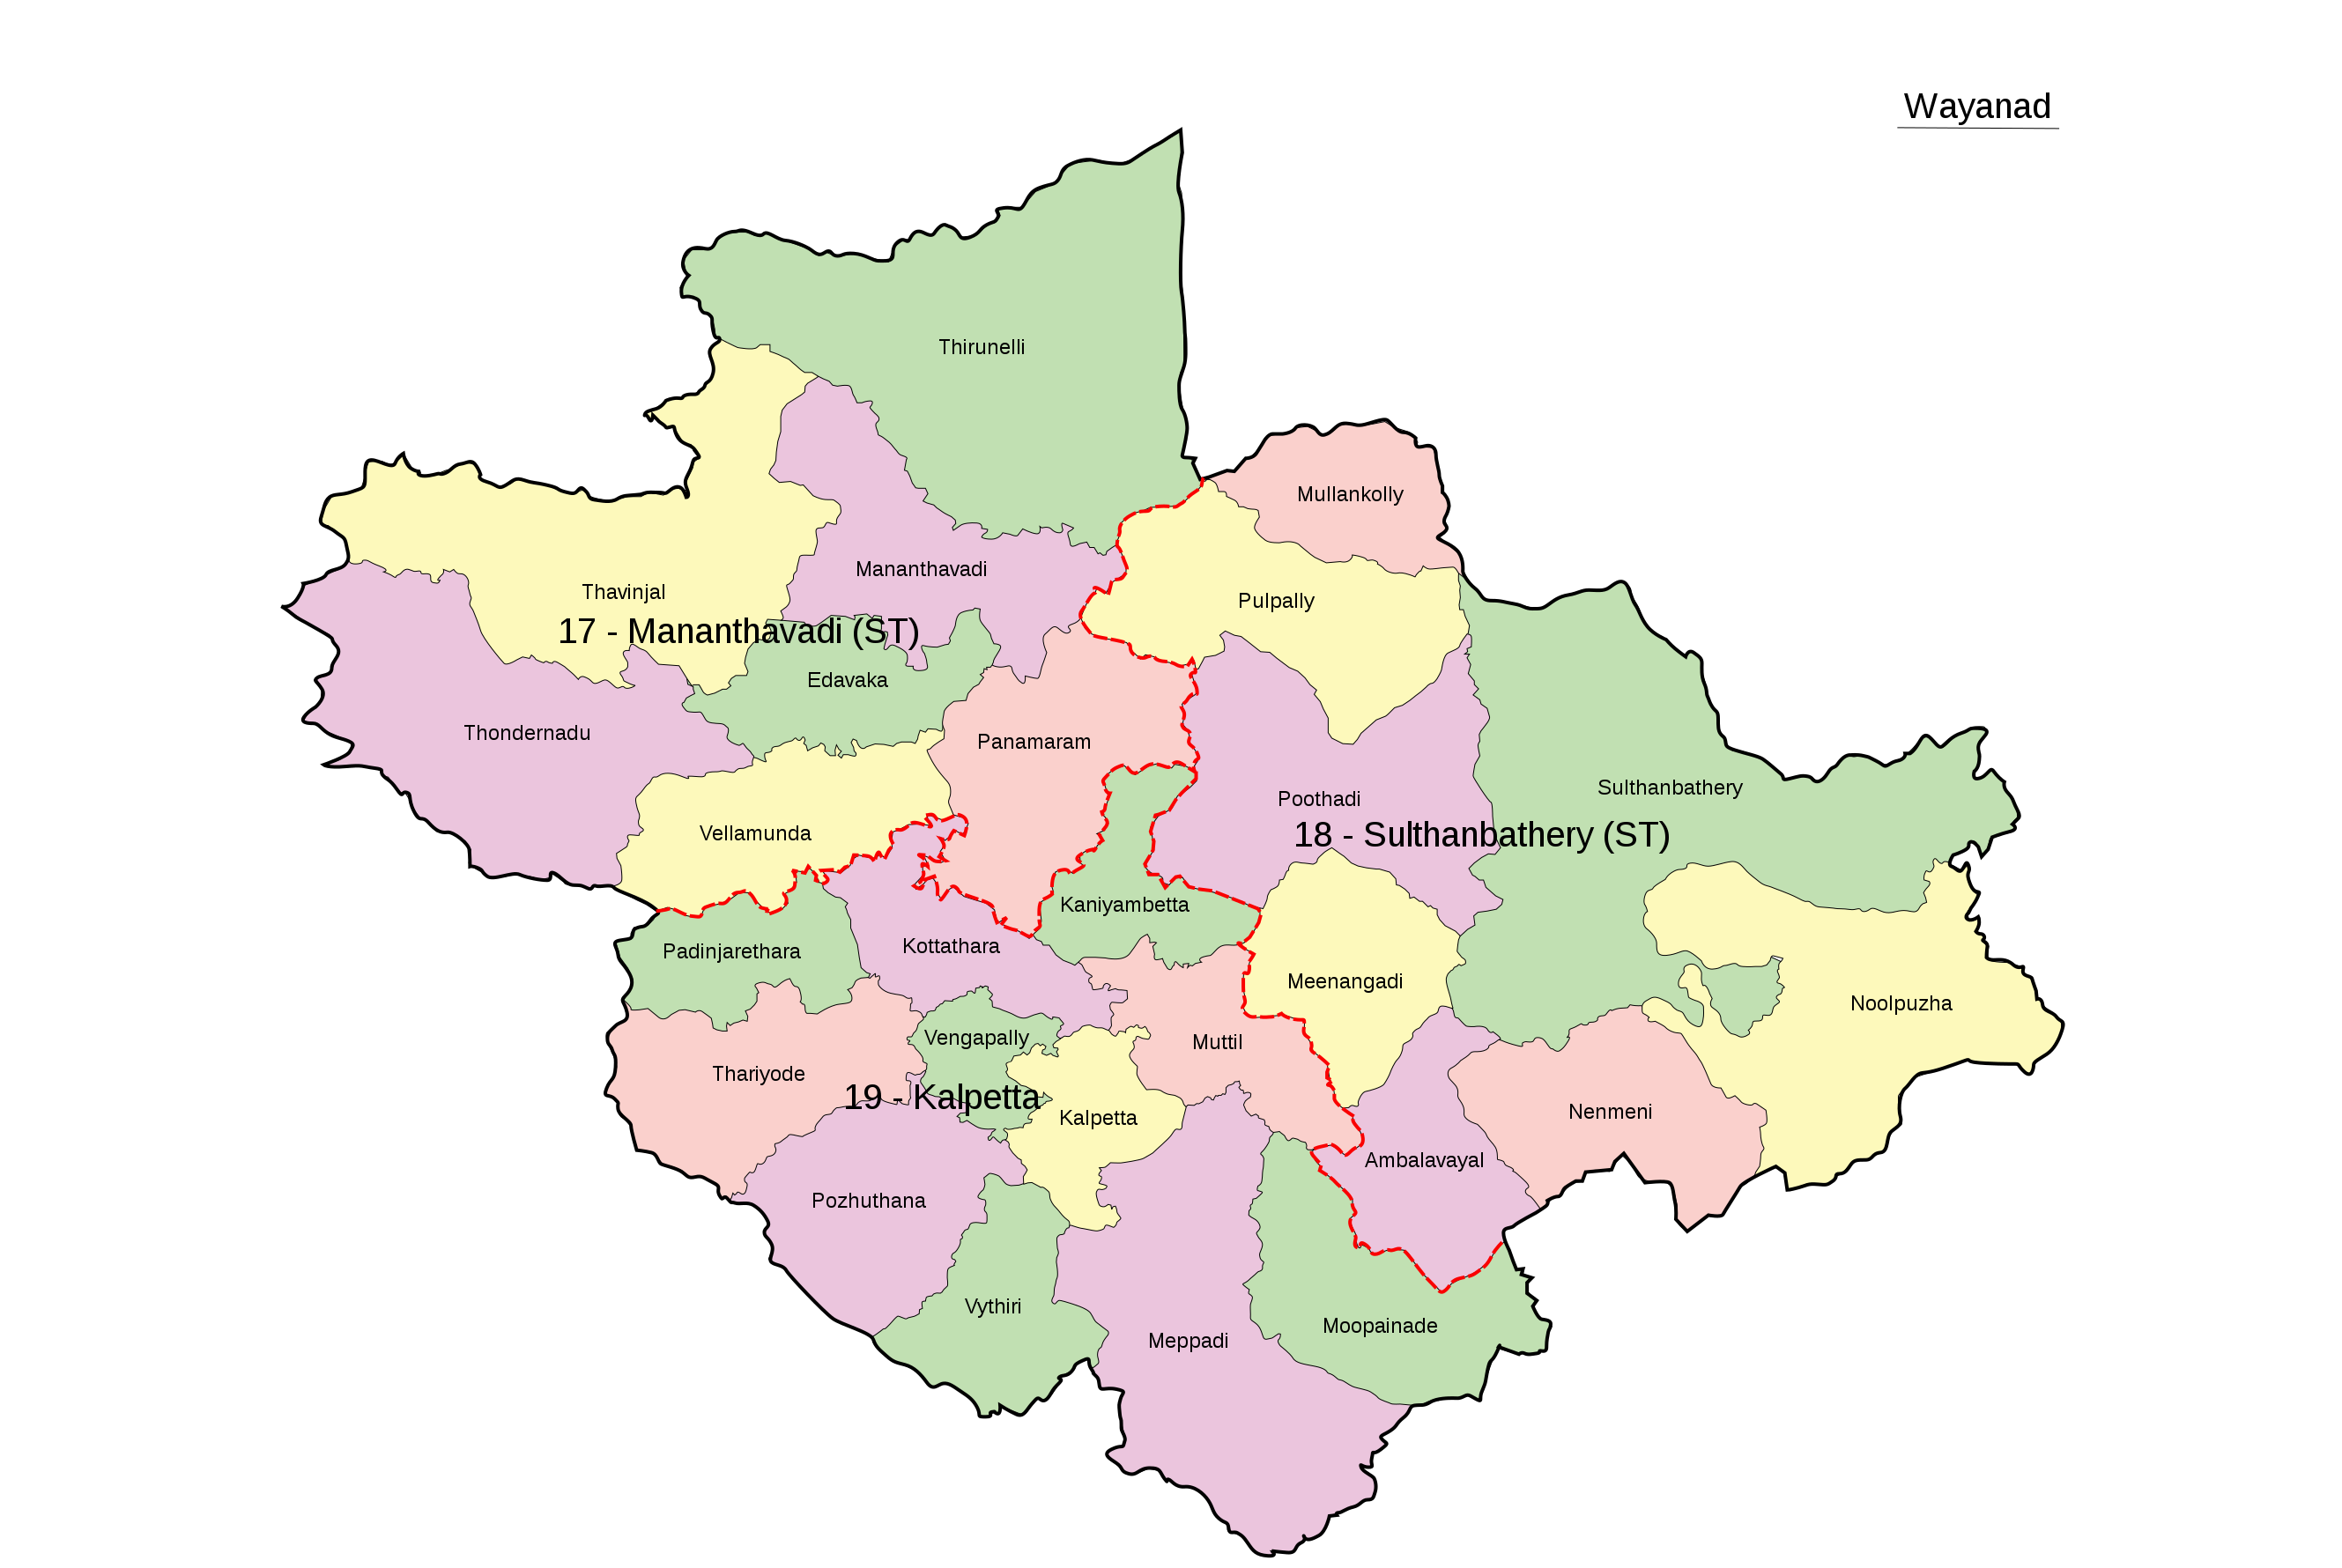 Wayanad
Thirunelli
Mullankolly
Mananthavadi
Thavinjal
Pulpally
17 - Mananthavadi (ST)
Edavaka
Thondernadu
Panamaram
Sulthanbathery
Poothadi
Vellamunda
18 - Sulthanbathery (ST)
Kaniyambetta
Kottathara
Padinjarethara
Meenangadi
Noolpuzha
Vengapally
Muttil
Thariyode
19 - Kalpetta
Nenmeni
Kalpetta
Ambalavayal
Pozhuthana
Vythiri
Moopainade
Meppadi